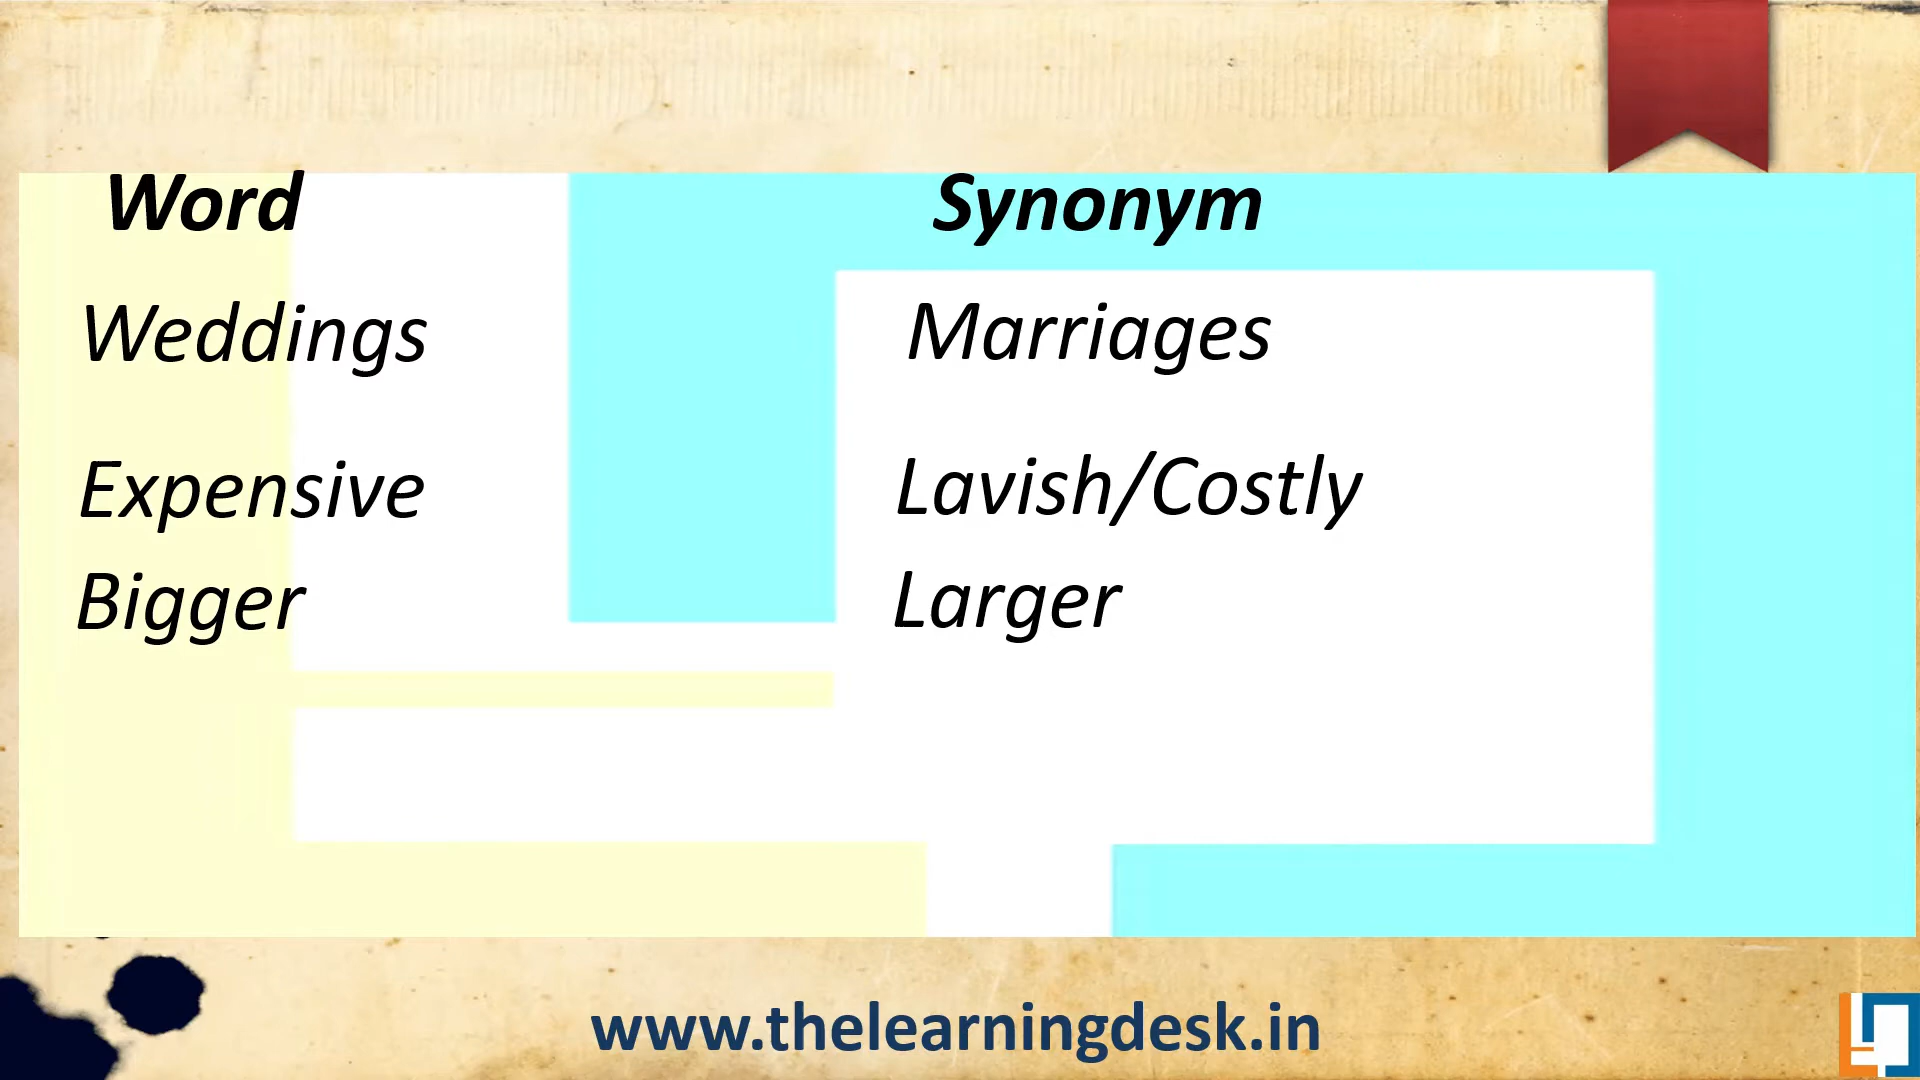 Word Synonym
Weddings Marriages
Expensive Lavish/Costly
Bigger Larger
www.thelearningdesk.in